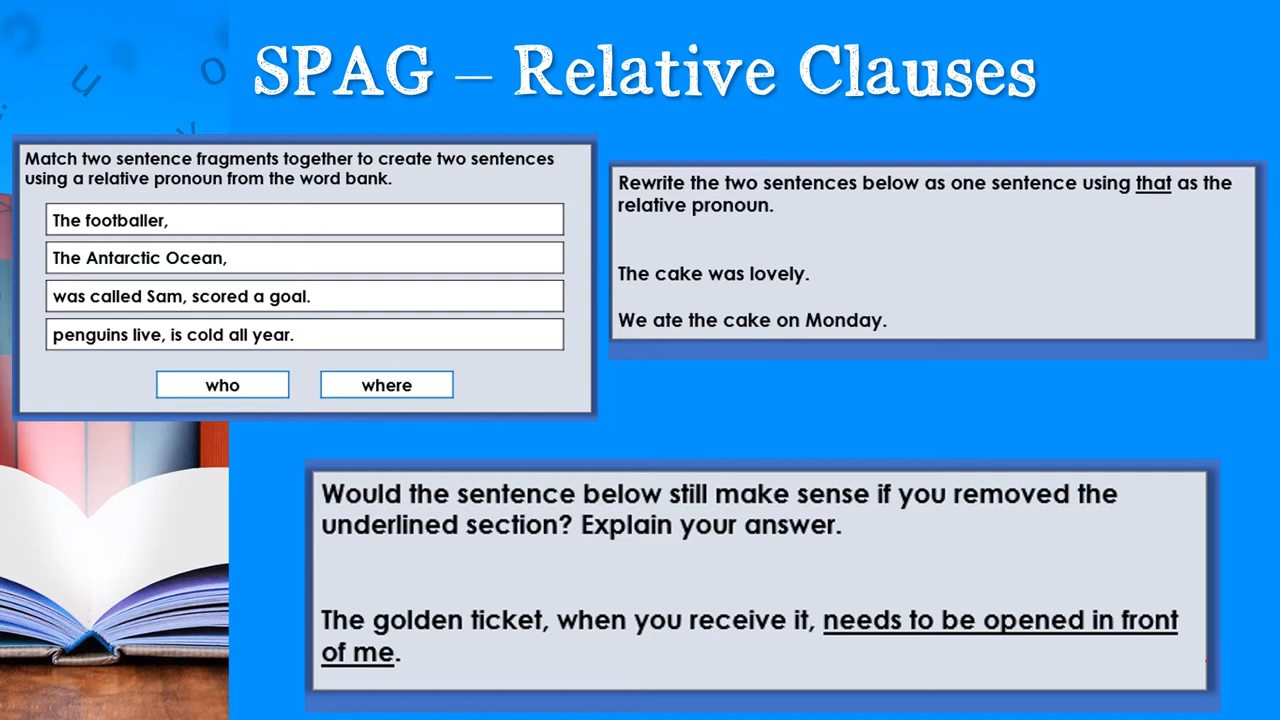 SPAG – Relative Clauses
Match two sentence fragments together to create two sentences
using a relative pronoun from the word bank.
The footballer,
The Antarctic Ocean,
was called Sam, scored a goal.
penguins live, is cold all year.
who
where
Rewrite the two sentences below as one sentence using that as the
relative pronoun.
The cake was lovely.
We ate the cake on Monday.
Would the sentence below still make sense if you removed the
underlined section? Explain your answer.
The golden ticket, when you receive it, needs to be opened in front
of me.